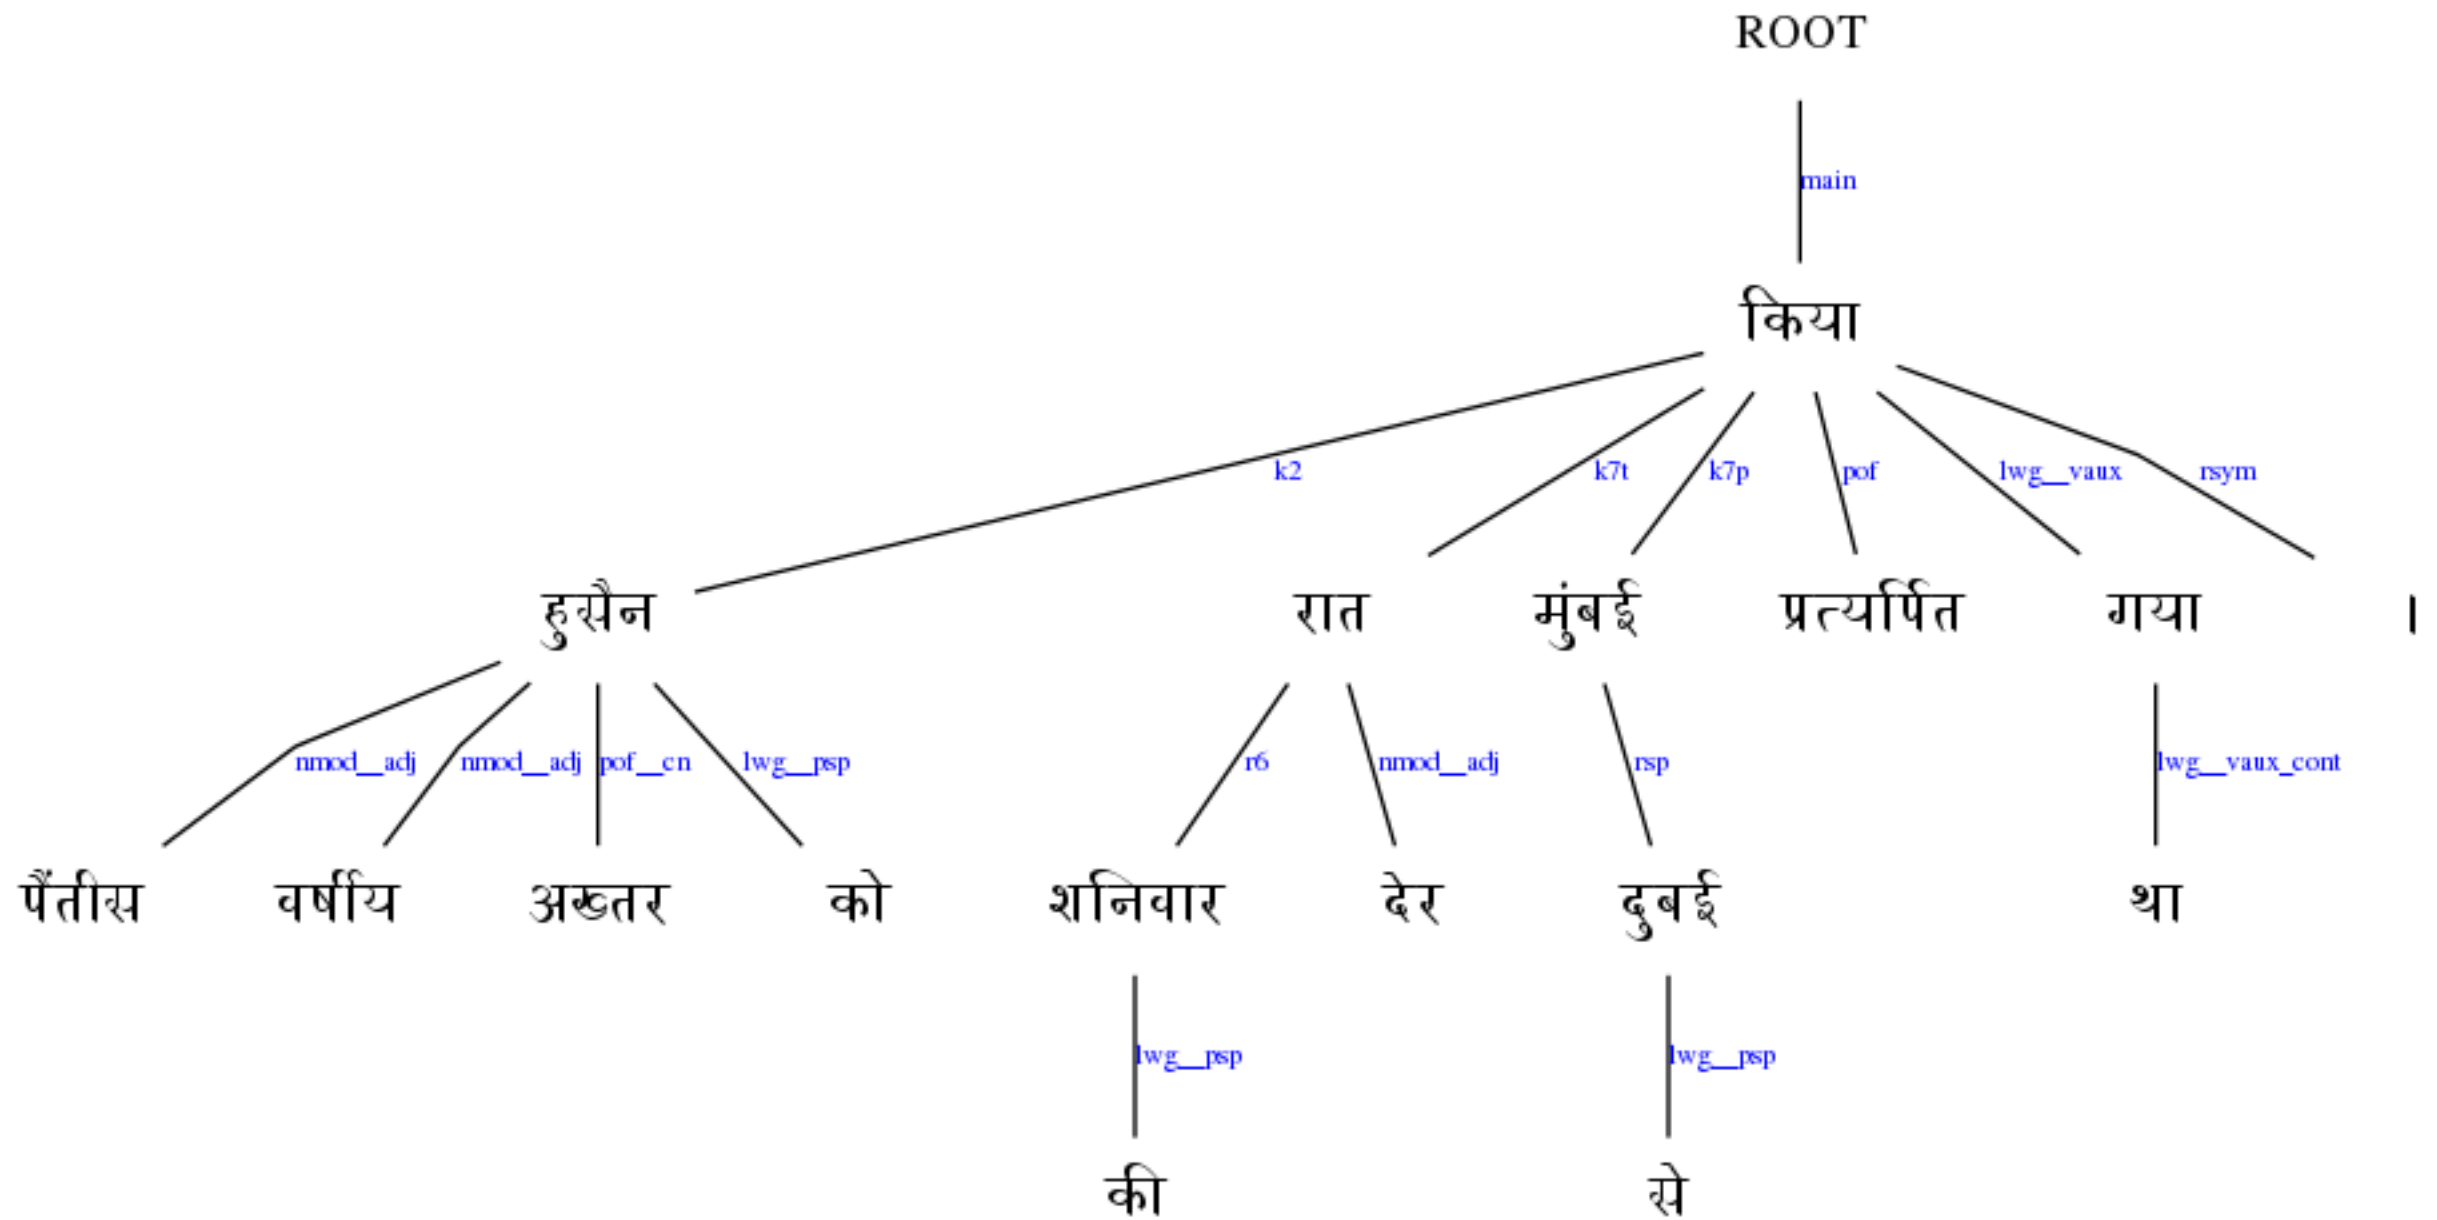 ROOT
main
किया
k2 k7t k7p pof lwg__vaux rsym
हुसैन रात मुंबई प्रत्यर्पित गया ।
nmod__adj nmod__adj pof__cn lwg__psp r6 nmod__adj rsp lwg__vaux_cont
पैंतीस वर्षीय अख्तर को शनिवार देर दुबई था
lwg__psp lwg__psp
की से